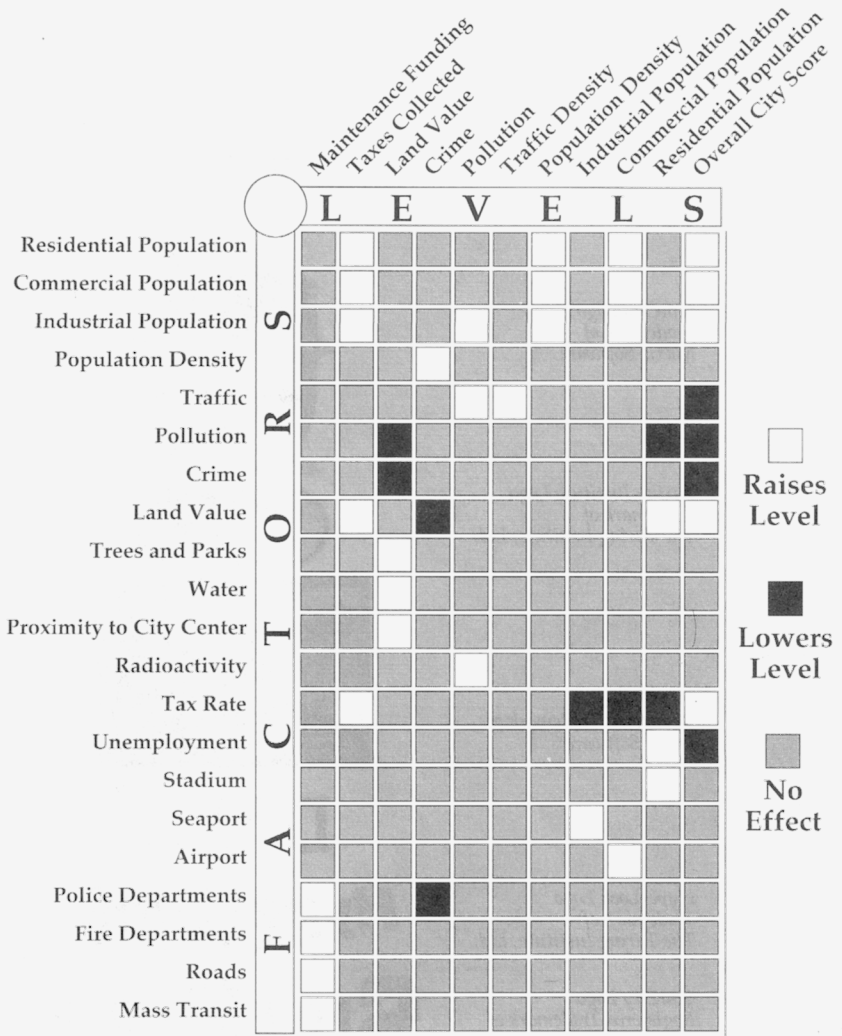 Maintenance Funding
Taxes Collected
Land Value
Crime
Pollution
Traffic Density
Population Density
Industrial Population
Commercial Population
Residential Population
Overall City Score
L E V E L S
Residential Population
Commercial Population
Industrial Population
Population Density
Traffic
Pollution
Crime
Land Value
Trees and Parks
Water
Proximity to City Center
Radioactivity
Tax Rate
Unemployment
Stadium
Seaport
Airport
Police Departments
Fire Departments
Roads
Mass Transit
F A C T O R S
Raises
Level
Lowers
Level
No
Effect